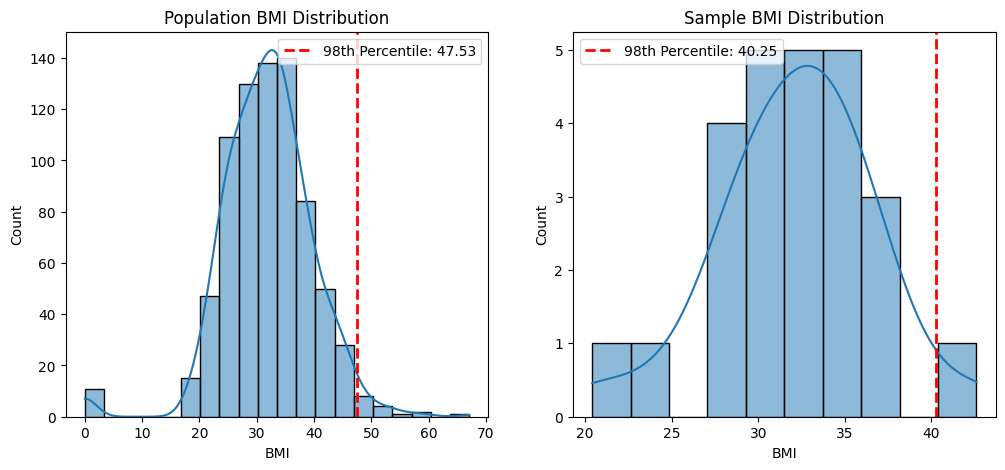 Population BMI Distribution
98th Percentile: 47.53
Count
140
120
100
80
60
40
20
0
0 10 20 30 40 50 60 70
BMI
Sample BMI Distribution
98th Percentile: 40.25
Count
5
4
3
2
1
0
20 25 30 35 40
BMI